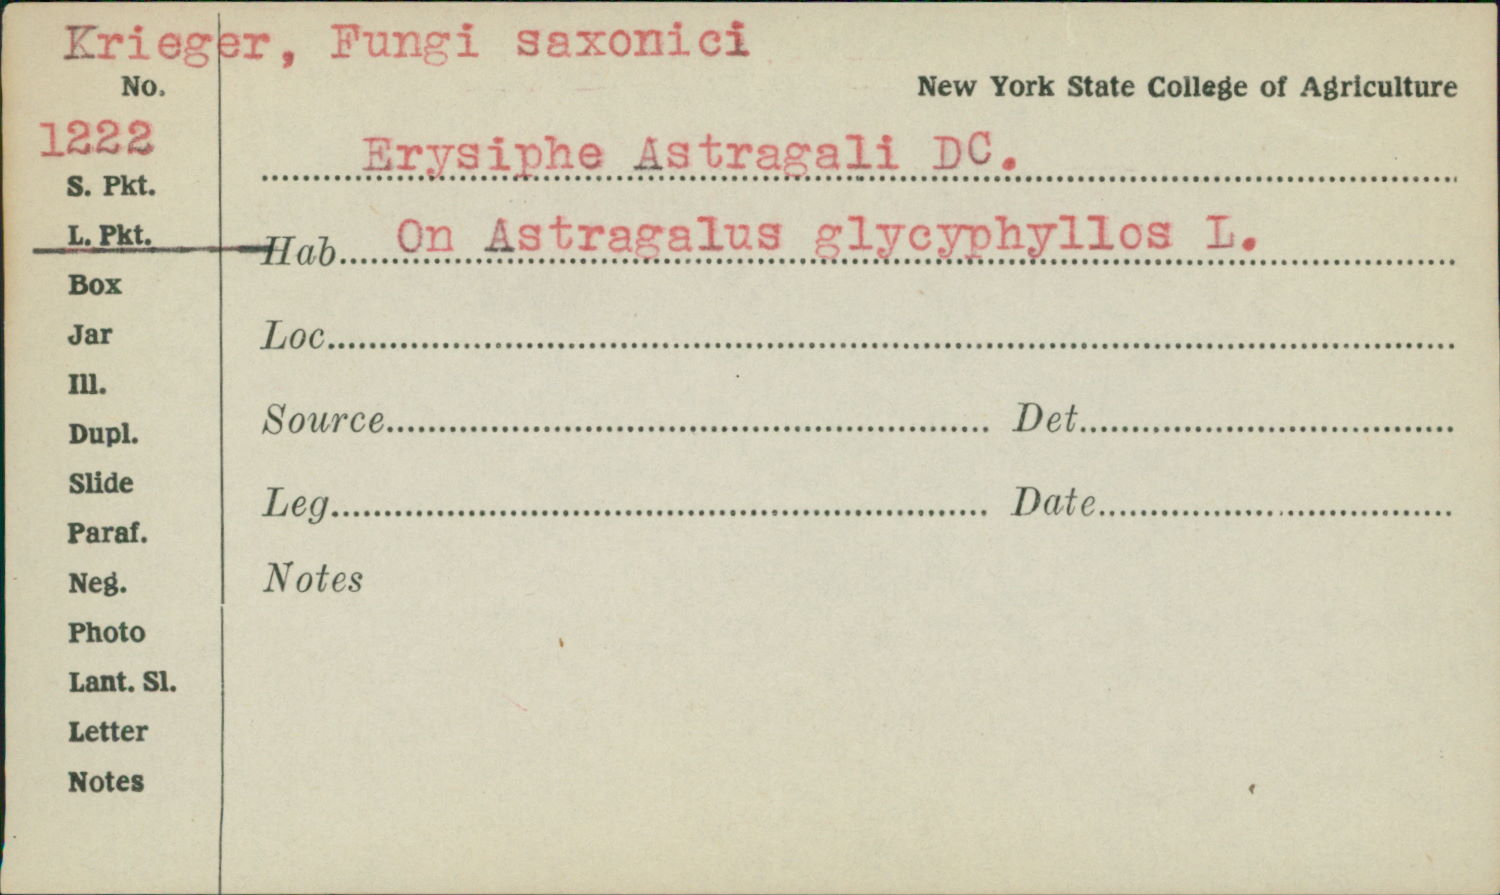 Krieger, Fungi saxonici
No.
New York State College of Agriculture
1222
Erysiphe Astragali DC.
S. Pkt.
L. Pkt.
Hab. On Astragalus glycyphyllos L.
Box
Jar
Loc.
Ill.
Dupl.
Source Det.
Slide
Leg. Date
Paraf.
Neg.
Notes
Photo
Lant. Sl.
Letter
Notes